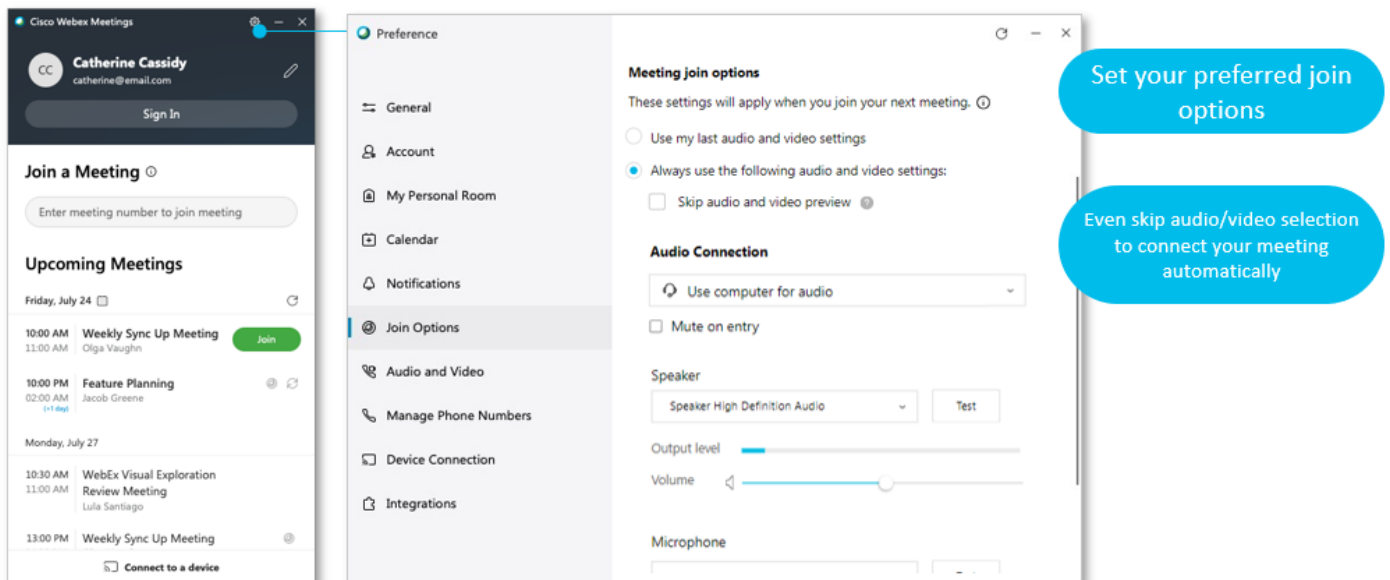 Cisco Webex Meetings
CC
Catherine Cassidy
catherine@email.com
Sign In
Join a Meeting
Enter meeting number to join meeting
Upcoming Meetings
Friday, July 24
10:00 AM Weekly Sync Up Meeting
11:00 AM Olga Vaughn
Join
10:00 PM Feature Planning
02:00 AM Jacob Greene
(+1 day)
Monday, July 27
10:30 AM WebEx Visual Exploration
11:00 AM Review Meeting
Lula Santiago
13:00 PM Weekly Sync Up Meeting
Connect to a device
Preference
General
Account
My Personal Room
Calendar
Notifications
Join Options
Audio and Video
Manage Phone Numbers
Device Connection
Integrations
Meeting join options
These settings will apply when you join your next meeting.
Use my last audio and video settings
Always use the following audio and video settings:
Skip audio and video preview
Audio Connection
Use computer for audio
Mute on entry
Speaker
Speaker High Definition Audio
Test
Output level
Volume
Microphone
Set your preferred join
options
Even skip audio/video selection
to connect your meeting
automatically